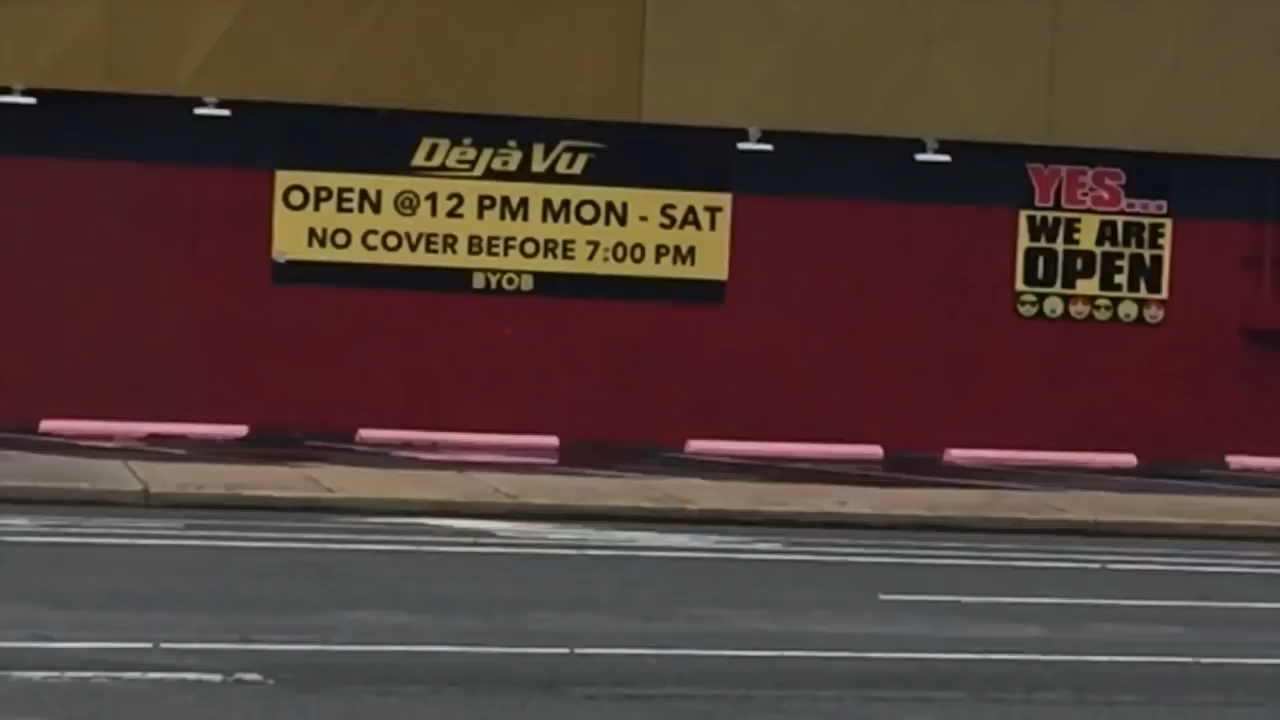 Déjà Vu
OPEN @12 PM MON - SAT
NO COVER BEFORE 7:00 PM
BYOB
YES...
WE ARE
OPEN